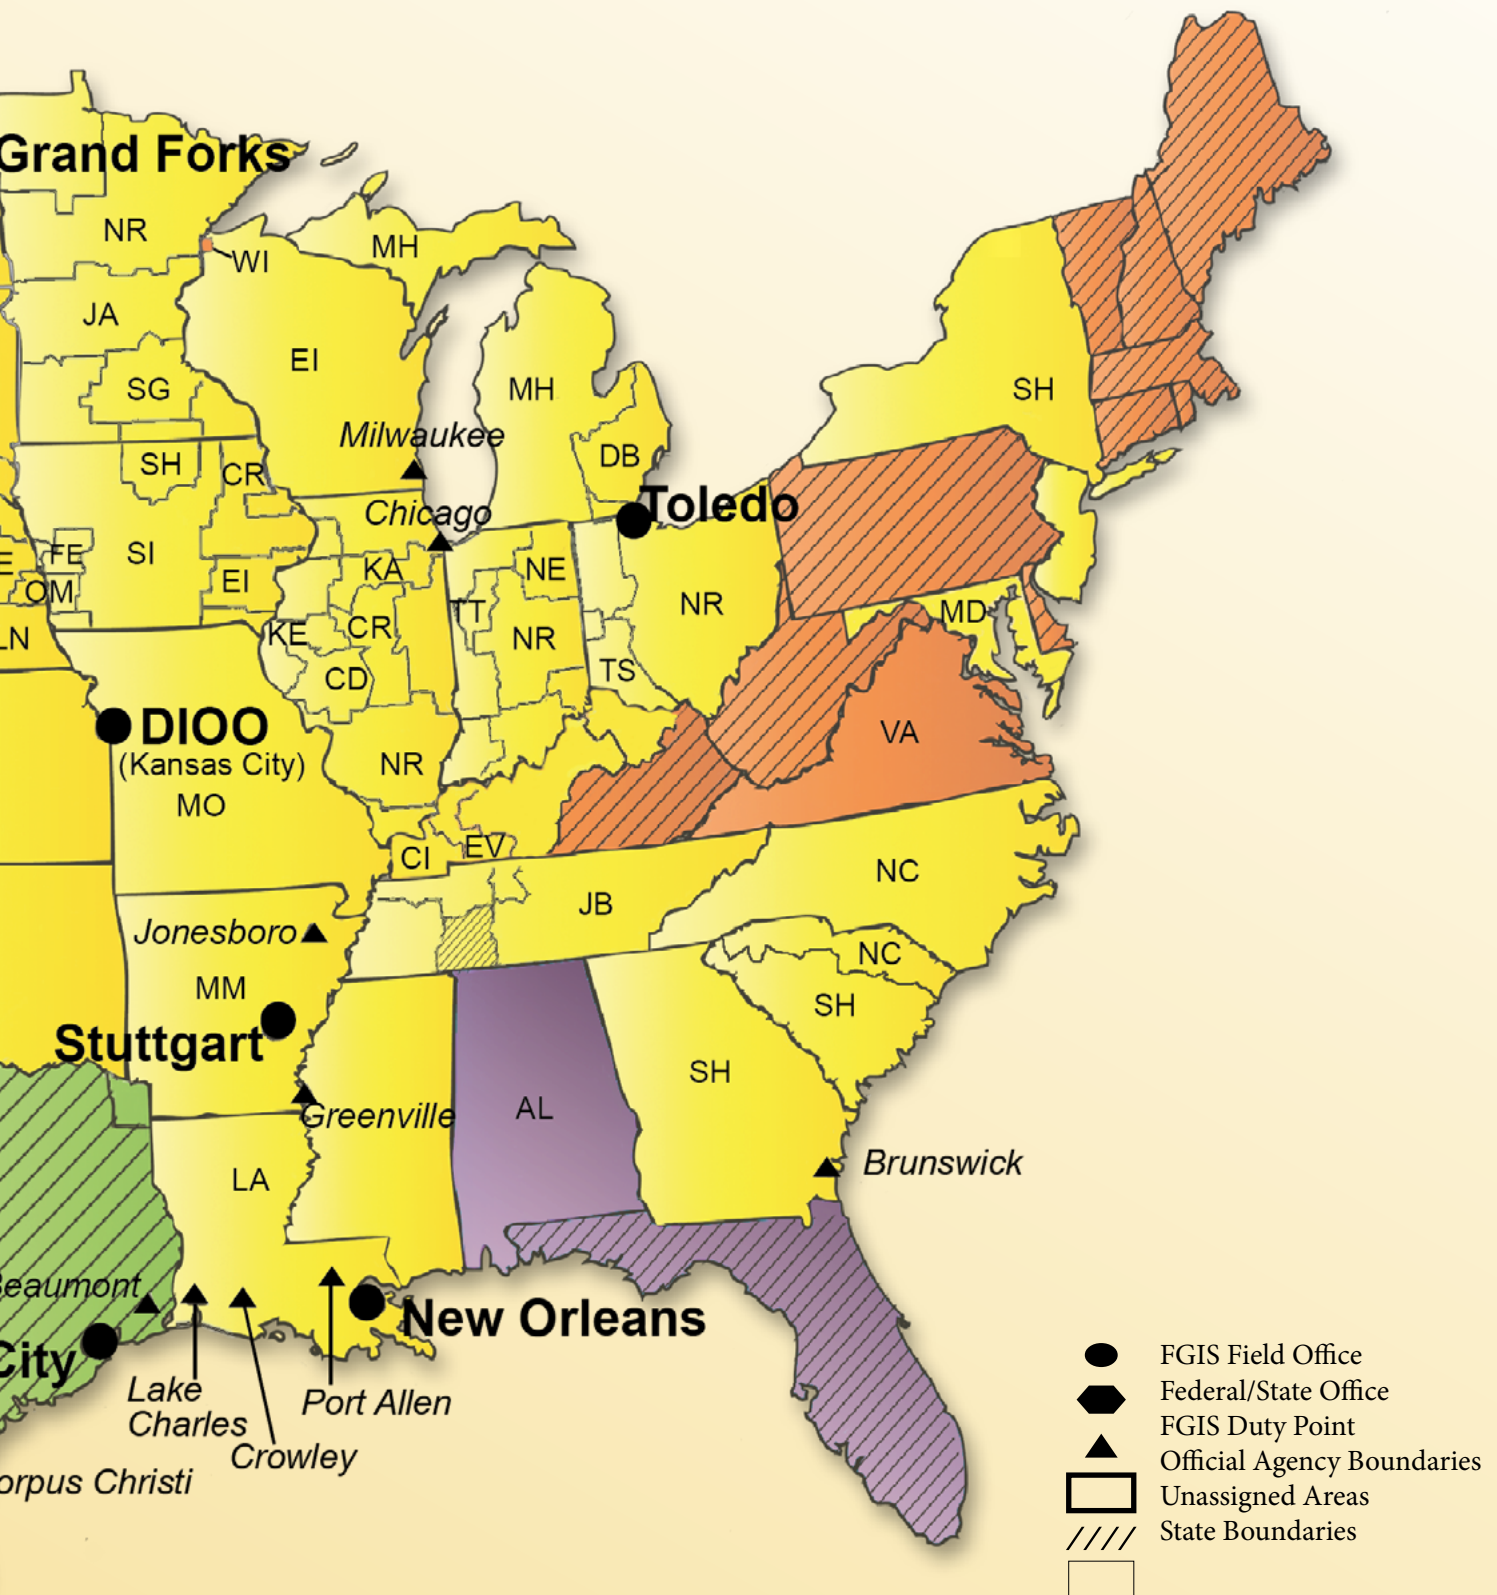 Grand Forks
NR
WI
MH
JA
EI
SG
MH
SH
Milwaukee
DB
SH
CR
Toledo
Chicago
FE
SI
KA
NE
E
EI
OM
TT
NR
MD
LN
KE
CR
NR
CD
TS
DIOO
VA
(Kansas City)
NR
MO
CI
EV
NC
JB
Jonesboro
NC
MM
SH
Stuttgart
SH
Greenville
AL
LA
Brunswick
Beaumont
New Orleans
City
Lake
Charles
Port Allen
Crowley
orpus Christi
FGIS Field Office
Federal/State Office
FGIS Duty Point
Official Agency Boundaries
Unassigned Areas
State Boundaries